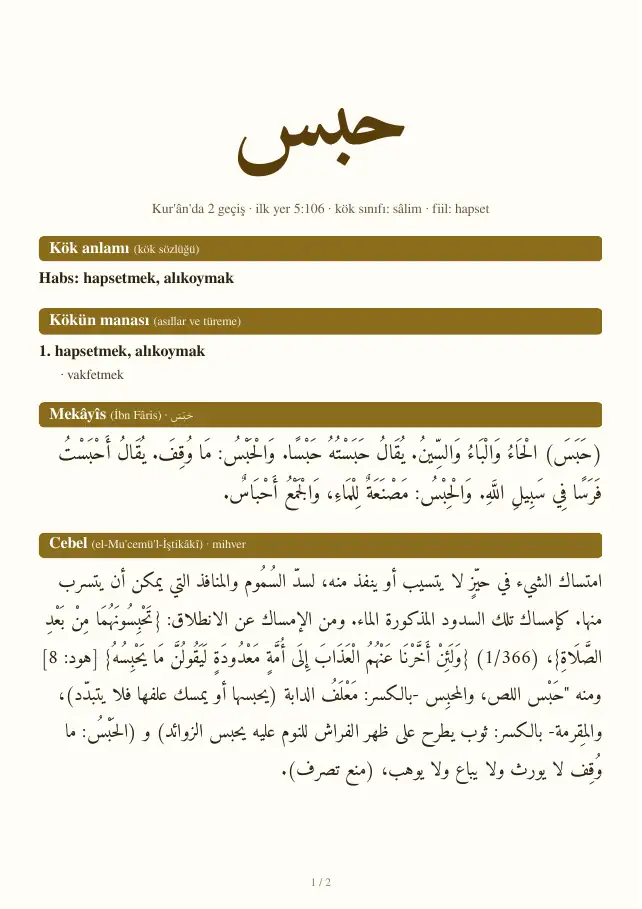 حبس
Kur'ân'da 2 geçiş · ilk yer 5:106 · kök sınıfı: sâlim · fiil: hapset
Kök anlamı (kök sözlüğü)
Habs: hapsetmek, alıkoymak
Kökün manası (asıllar ve türeme)
1. hapsetmek, alıkoymak
· vakfetmek
Mekâyîs (İbn Fâris) · حَبَسَ
(حَبَسَ) الْحَاءُ وَالْبَاءُ وَالسِّينُ. يُقَالُ حَبَسْتُهُ حَبْسًا. وَالْحَبْسُ: مَا وُقِفَ. يُقَالُ أَحْبَسْتُ
فَرَسًا فِي سَبِيلِ اللَّهِ. وَالْحِبْسُ: مَصْنَعَةٌ لِلْمَاءِ، وَالْجَمْعُ أَحْبَاسٌ.
Cebel (el-Mu'cemü'l-İştikâkî) · mihver
امتساك الشيء في حيّزٍ لا يتسيب أو ينفذ منه، لسدّ السُمُوم والمنافذ التي يمكن أن يتسرب
منها. كإمساك تلك السدود المذكورة الماء. ومن الإمساك عن الانطلاق: {تَحْبِسُونَهُمَا مِنْ بَعْدِ
الصَّلَاةِ}، (1/366) {وَلَئِنْ أَخَّرْنَا عَنْهُمُ الْعَذَابَ إِلَى أُمَّةٍ مَعْدُودَةٍ لَيَقُولُنَّ مَا يَحْبِسُهُ} [هود: 8]
ومنه "حَبْس اللص، والمحبِس -بالكسر: مَعْلَفُ الدابة (يحبسها أو يمسك علفها فلا يتبدّد)،
والمِقرمة- بالكسر: ثوب يطرح على ظهر الفراش للنوم عليه يحبس الزوائد) و (الحَبْسُ: ما
وُقِف لا يورث ولا يباع ولا يوهب، (منع تصرف).
1 / 2